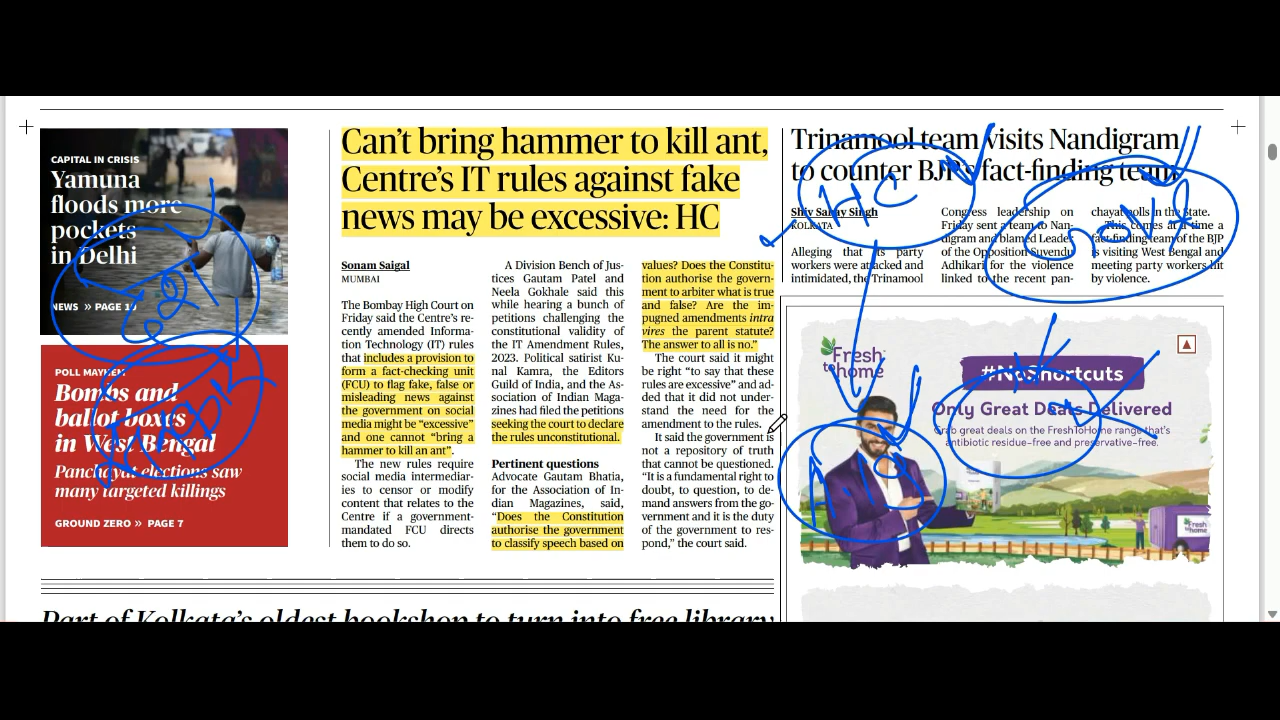 CAPITAL IN CRISIS
Yamuna
floods more
pockets
in Delhi
NEWS » PAGE 10
POLL MAYHEM
Bombs and
ballot boxes
in West Bengal
Panchayat elections saw
many targeted killings
GROUND ZERO » PAGE 7
Can't bring hammer to kill ant,
Centre's IT rules against fake
news may be excessive: HC
Sonam Saigal
MUMBAI
The Bombay High Court on
Friday said the Centre's re-
cently amended Informa-
tion Technology (IT) rules
that includes a provision to
form a fact-checking unit
(FCU) to flag fake, false or
misleading news against
the government on social
media might be “excessive”
and one cannot “bring a
hammer to kill an ant”.
The new rules require
social media intermediar-
ies to censor or modify
content that relates to the
Centre if a government-
mandated FCU directs
them to do so.
A Division Bench of Jus-
tices Gautam Patel and
Neela Gokhale said this
while hearing a bunch of
petitions challenging the
constitutional validity of
the IT Amendment Rules,
2023. Political satirist Ku-
nal Kamra, the Editors
Guild of India, and the As-
sociation of Indian Maga-
zines had filed the petitions
seeking the court to declare
the rules unconstitutional.
Pertinent questions
Advocate Gautam Bhatia,
for the Association of In-
dian Magazines, said,
“Does the Constitution
authorise the government
to classify speech based on
values? Does the Constitu-
tion authorise the govern-
ment to arbiter what is true
and false? Are the im-
pugned amendments intra
vires the parent statute?
The answer to all is no.”
The court said it might
be right “to say that these
rules are excessive” and ad-
ded that it did not under-
stand the need for the
amendment to the rules.
It said the government is
not a repository of truth
that cannot be questioned.
“It is a fundamental right to
doubt, to question, to de-
mand answers from the go-
vernment and it is the duty
of the government to res-
pond,” the court said.
Trinamool team visits Nandigram
to counter BJP's fact-finding team
Shiv Sahay Singh
KOLKATA
Alleging that its party
workers were attacked and
intimidated, the Trinamool
Congress leadership on
Friday sent a team to Nan-
digram and blamed Leader
of the Opposition Suvendu
Adhikari for the violence
linked to the recent pan-
chayat polls in the State.
This comes at a time a
fact-finding team of the BJP
is visiting West Bengal and
meeting party workers hit
by violence.
HC
Govt
Fresh
to home
#NoShortcuts
Only Great Deals Delivered
Grab great deals on the FreshToHome range that's
antibiotic residue-free and preservative-free.
Fresh
to home
Part of Kolkata's oldest bookshop to turn into free library